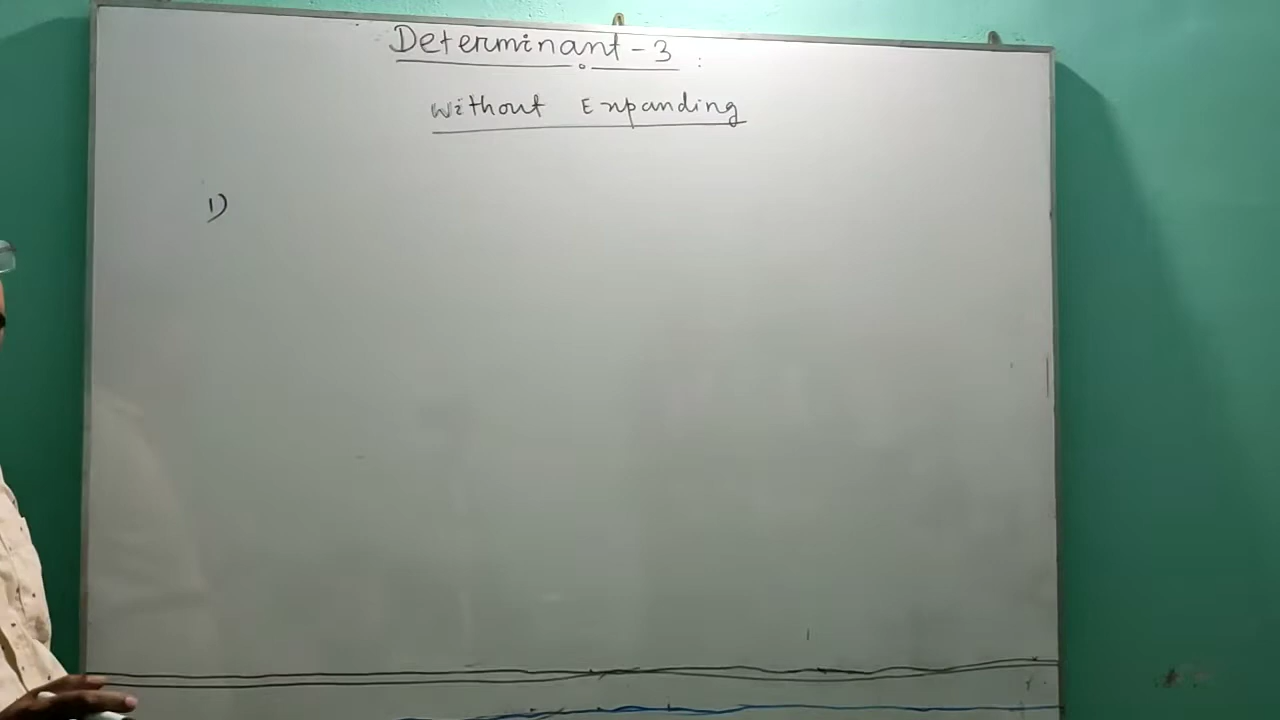 Determinant - 3 :
without Expanding
1)